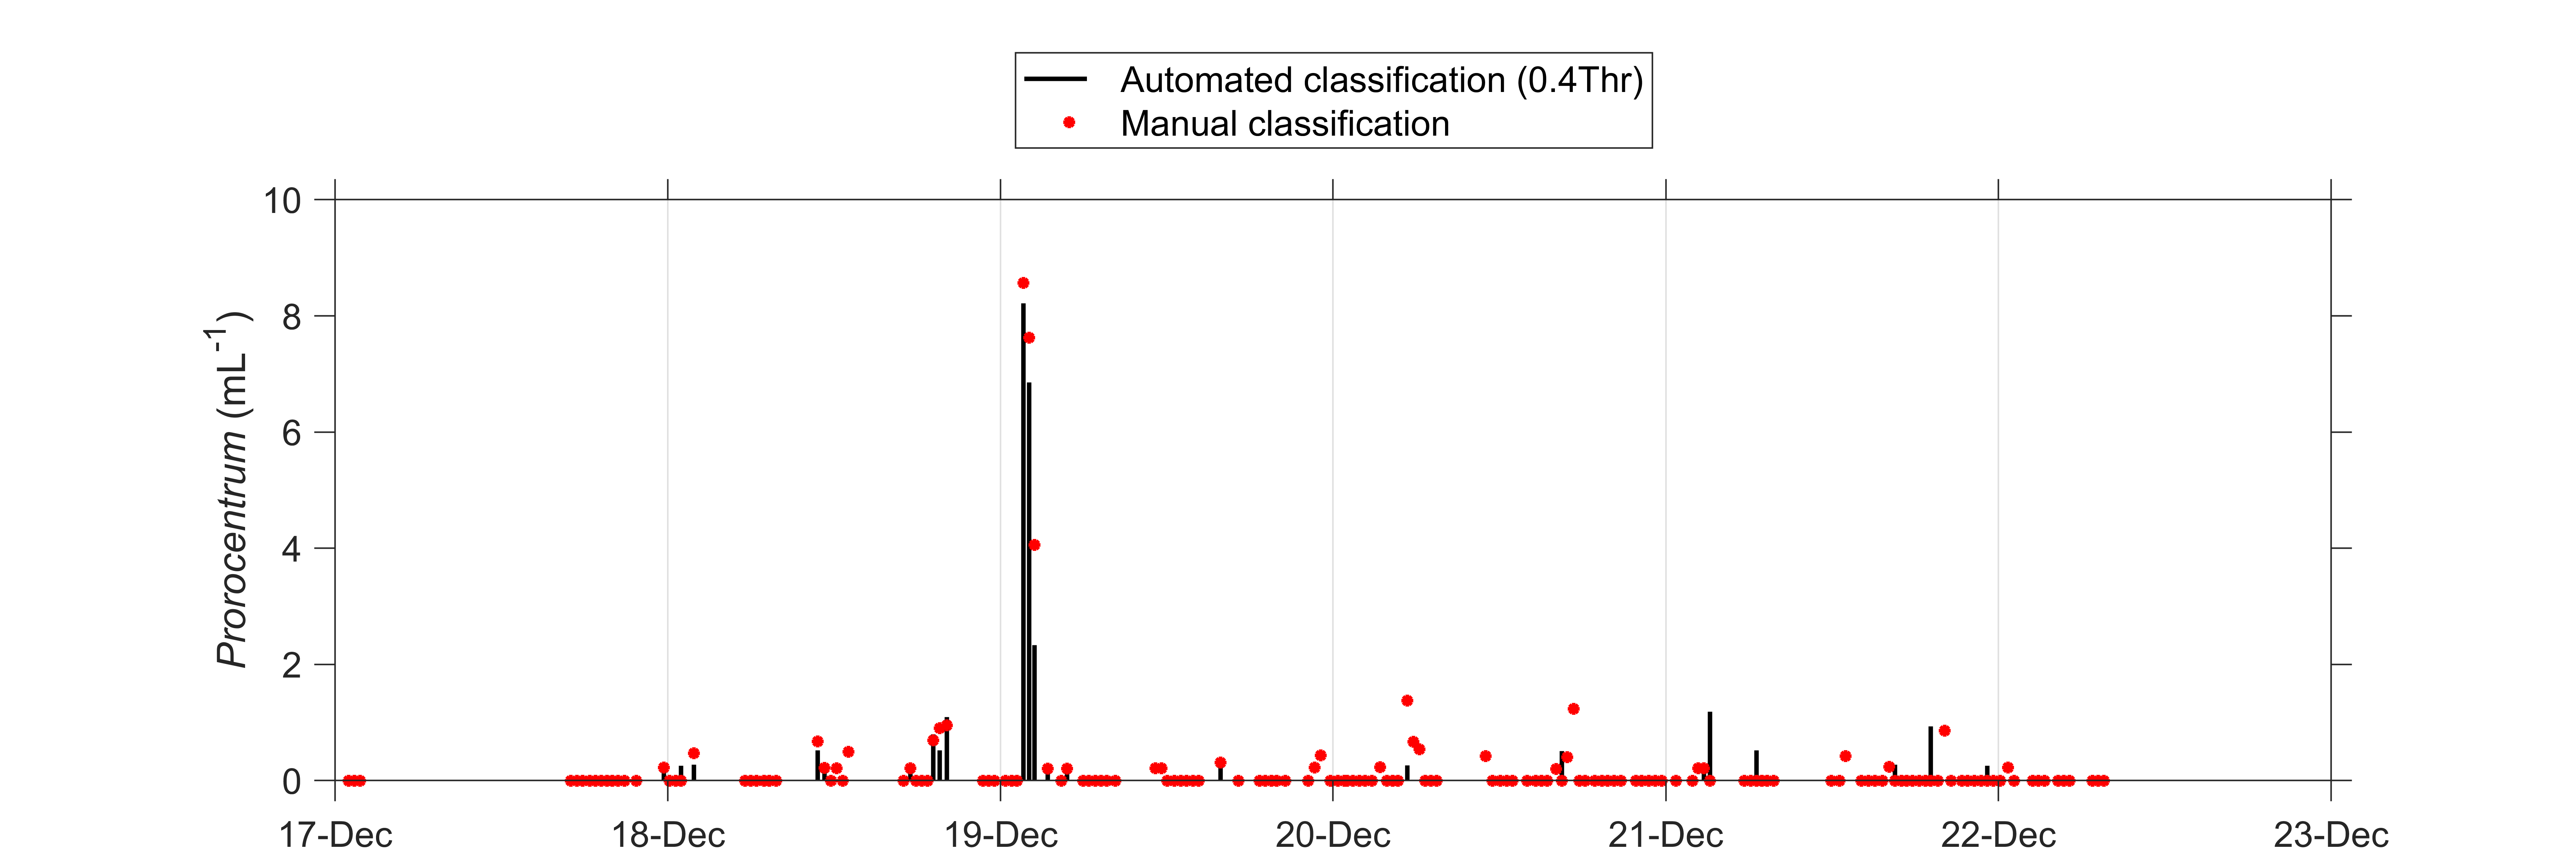 Automated classification (0.4Thr)
Manual classification
Prorocentrum (mL-1)
10
8
6
4
2
0
17-Dec 18-Dec 19-Dec 20-Dec 21-Dec 22-Dec 23-Dec